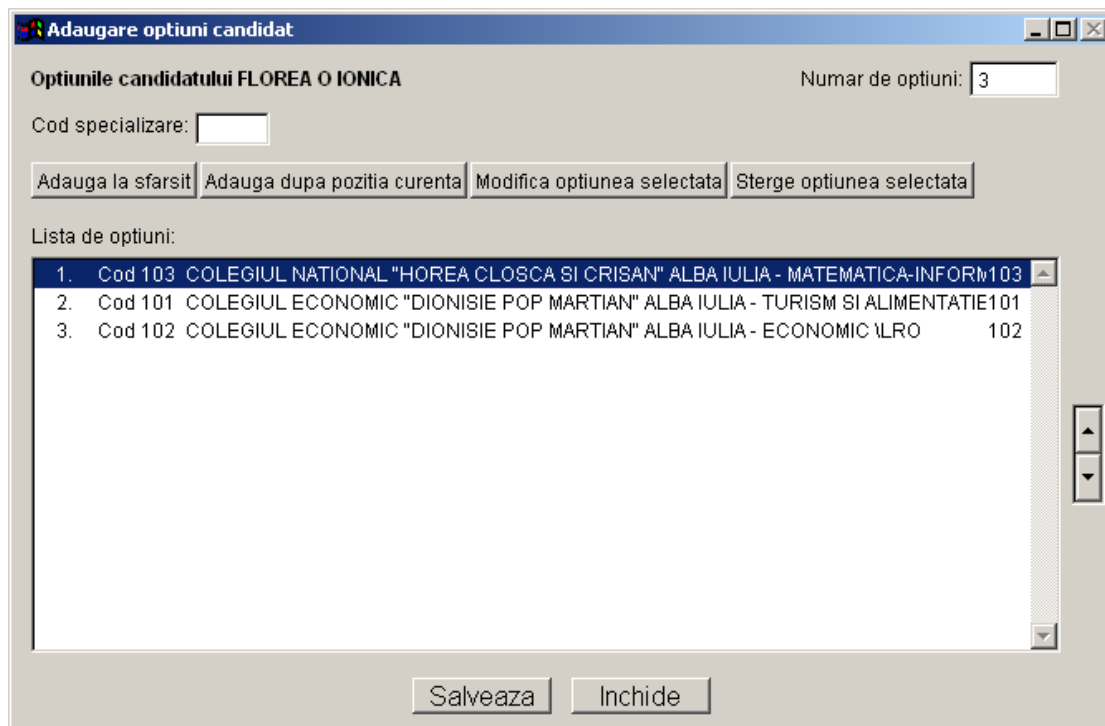 Adaugare optiuni candidat
Optiunile candidatului FLOREA O IONICA Numar de optiuni: 3
Cod specializare:
Adauga la sfarsit Adauga dupa pozitia curenta Modifica optiunea selectata Sterge optiunea selectata
Lista de optiuni:
1. Cod 103 COLEGIUL NATIONAL "HOREA CLOSCA SI CRISAN" ALBA IULIA - MATEMATICA-INFORM103
2. Cod 101 COLEGIUL ECONOMIC "DIONISIE POP MARTIAN" ALBA IULIA - TURISM SI ALIMENTATIE101
3. Cod 102 COLEGIUL ECONOMIC "DIONISIE POP MARTIAN" ALBA IULIA - ECONOMIC \LRO 102
Salveaza Inchide